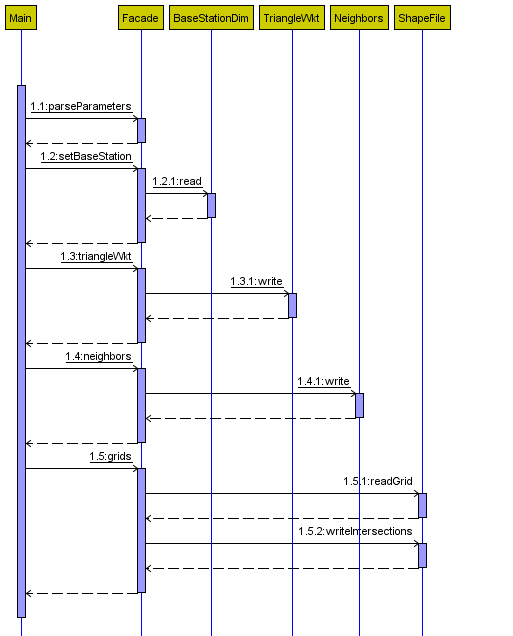 Main Facade BaseStationDim TriangleWkt Neighbors ShapeFile
1.1:parseParameters
1.2:setBaseStation
1.2.1:read
1.3:triangleWkt
1.3.1:write
1.4:neighbors
1.4.1:write
1.5:grids
1.5.1:readGrid
1.5.2:writeIntersections